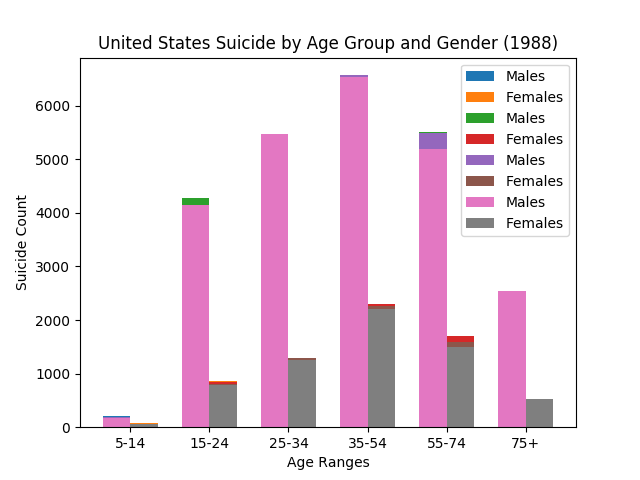 United States Suicide by Age Group and Gender (1988)
Males
Females
Males
Females
Males
Females
Males
Females
Suicide Count
6000
5000
4000
3000
2000
1000
0
5-14 15-24 25-34 35-54 55-74 75+
Age Ranges